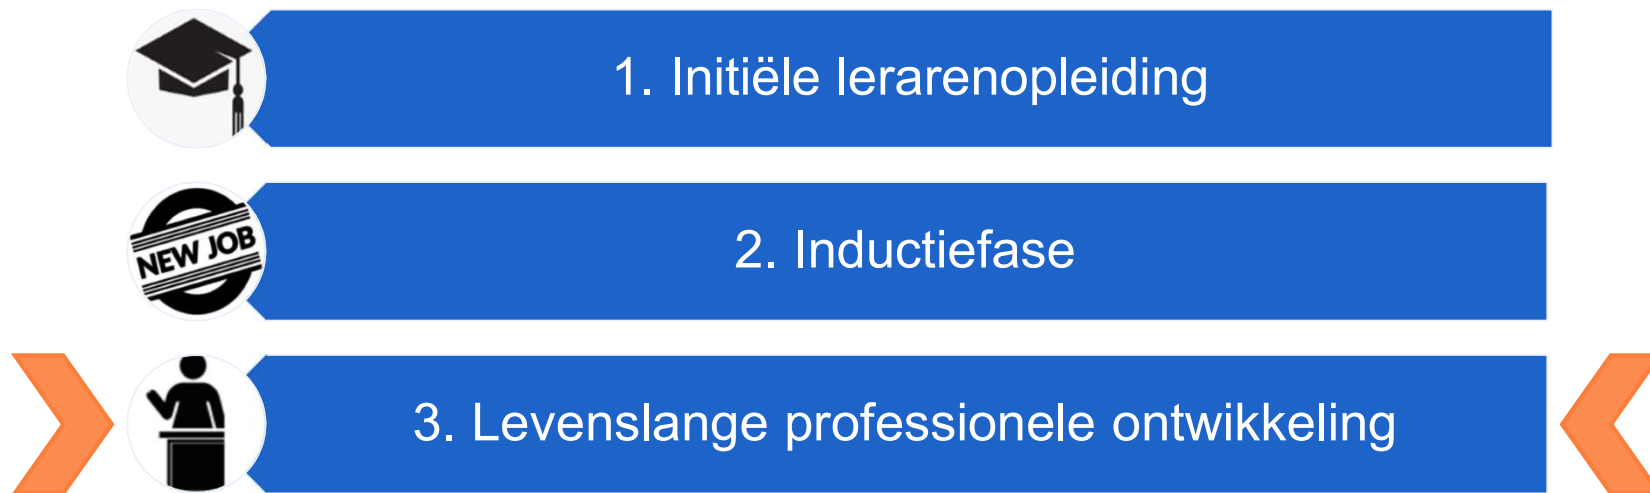 1. Initiële lerarenopleiding
NEW JOB
2. Inductiefase
3. Levenslange professionele ontwikkeling